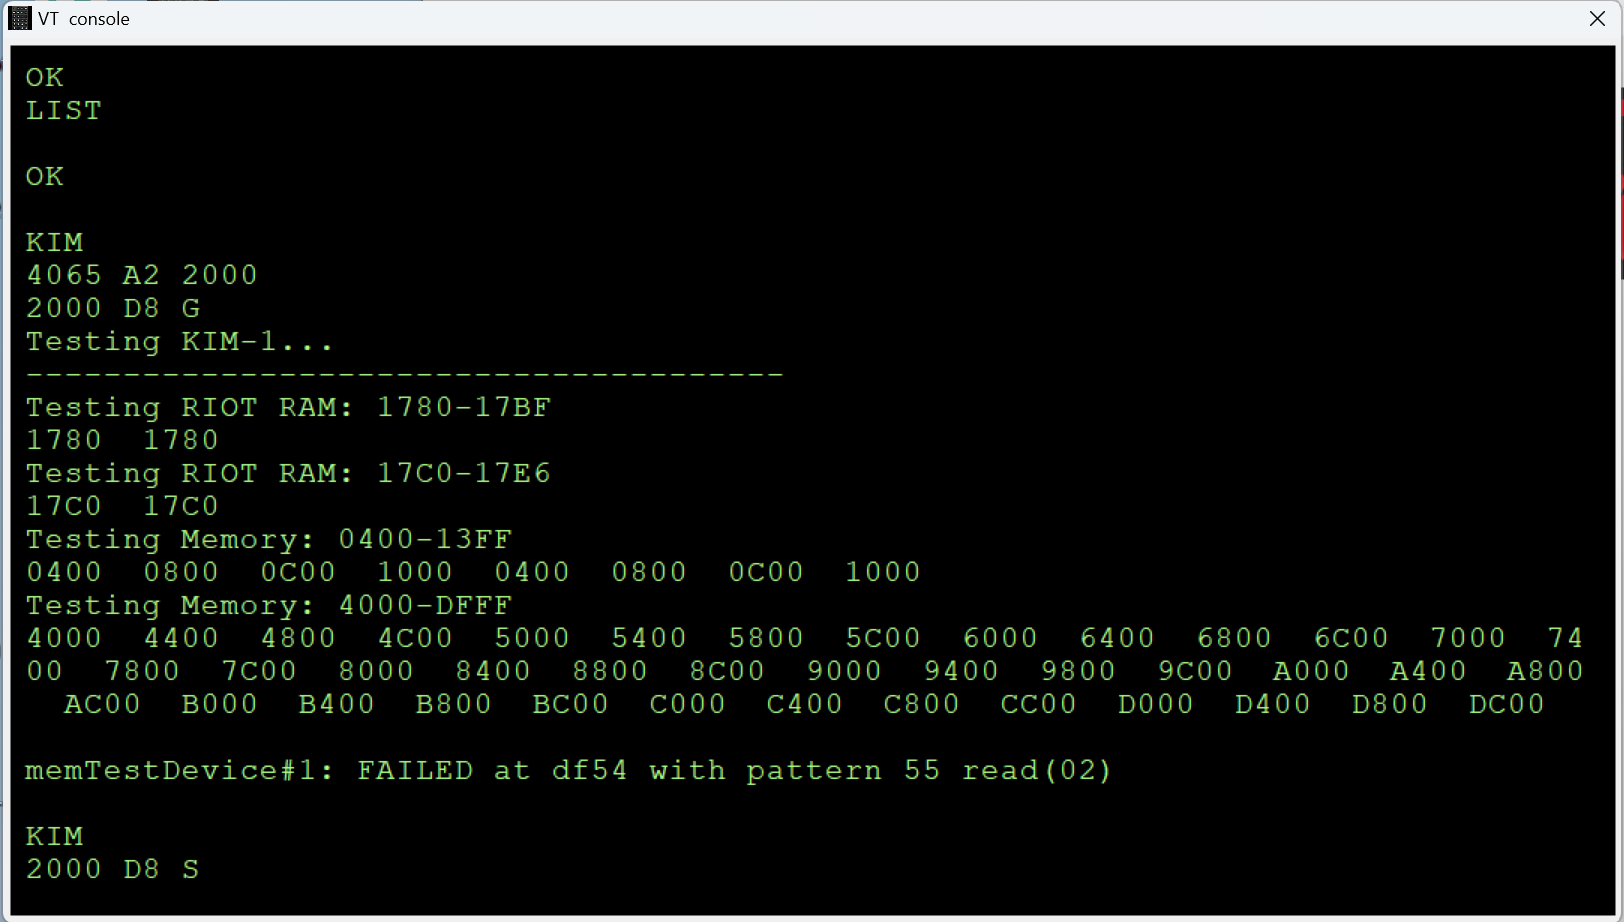 VT console
OK
LIST
OK
KIM
4065 A2 2000
2000 D8 G
Testing KIM-1...
---------------------------------------
Testing RIOT RAM: 1780-17BF
1780  1780
Testing RIOT RAM: 17C0-17E6
17C0  17C0
Testing Memory: 0400-13FF
0400  0800  0C00  1000  0400  0800  0C00  1000
Testing Memory: 4000-DFFF
4000  4400  4800  4C00  5000  5400  5800  5C00  6000  6400  6800  6C00  7000  74
00  7800  7C00  8000  8400  8800  8C00  9000  9400  9800  9C00  A000  A400  A800
  AC00  B000  B400  B800  BC00  C000  C400  C800  CC00  D000  D400  D800  DC00
memTestDevice#1: FAILED at df54 with pattern 55 read(02)
KIM
2000 D8 S